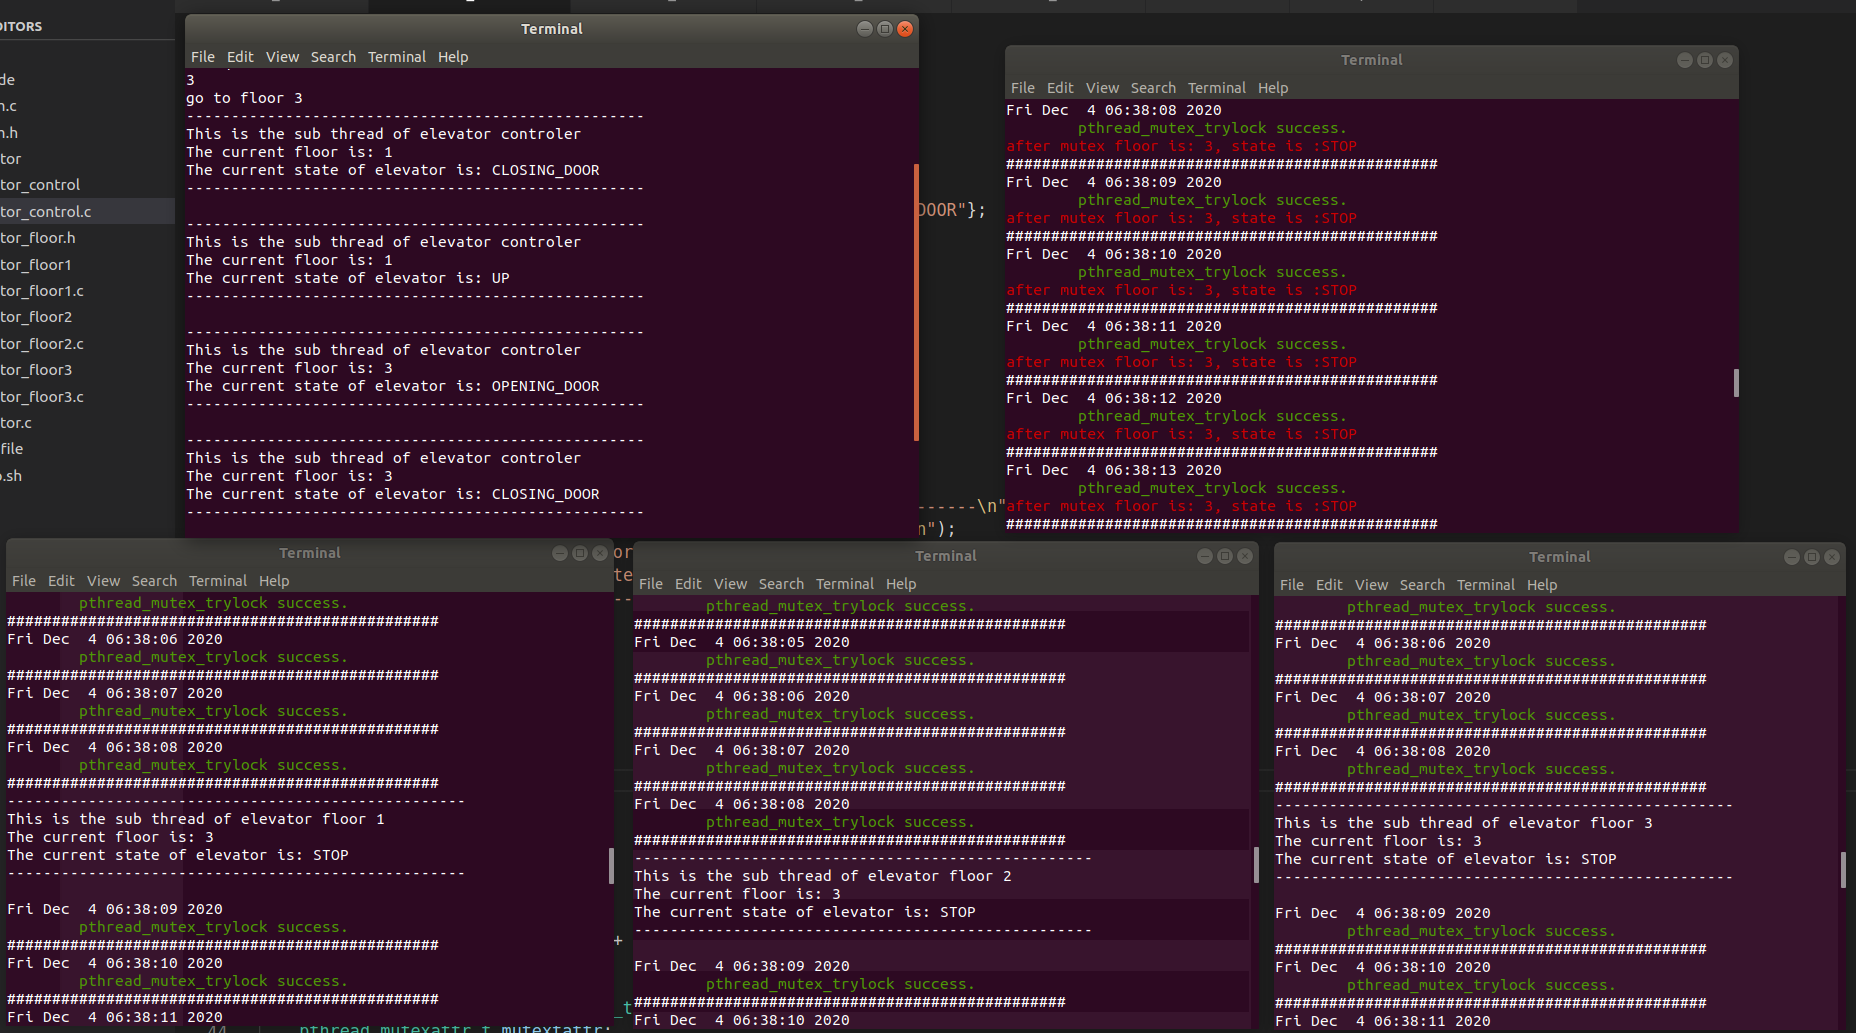 DITORS
de
n.c
n.h
tor
tor_control
tor_control.c
tor_floor.h
tor_floor1
tor_floor1.c
tor_floor2
tor_floor2.c
tor_floor3
tor_floor3.c
tor.c
file
o.sh
Terminal
File Edit View Search Terminal Help
3
go to floor 3
---------------------------------------------------
This is the sub thread of elevator controler
The current floor is: 1
The current state of elevator is: CLOSING_DOOR
---------------------------------------------------
---------------------------------------------------
This is the sub thread of elevator controler
The current floor is: 1
The current state of elevator is: UP
---------------------------------------------------
---------------------------------------------------
This is the sub thread of elevator controler
The current floor is: 3
The current state of elevator is: OPENING_DOOR
---------------------------------------------------
---------------------------------------------------
This is the sub thread of elevator controler
The current floor is: 3
The current state of elevator is: CLOSING_DOOR
---------------------------------------------------
DOOR"};
------\n"
n");
Terminal
File Edit View Search Terminal Help
Fri Dec  4 06:38:08 2020
pthread_mutex_trylock success.
after mutex floor is: 3, state is :STOP
################################################
Fri Dec  4 06:38:09 2020
pthread_mutex_trylock success.
after mutex floor is: 3, state is :STOP
################################################
Fri Dec  4 06:38:10 2020
pthread_mutex_trylock success.
after mutex floor is: 3, state is :STOP
################################################
Fri Dec  4 06:38:11 2020
pthread_mutex_trylock success.
after mutex floor is: 3, state is :STOP
################################################
Fri Dec  4 06:38:12 2020
pthread_mutex_trylock success.
after mutex floor is: 3, state is :STOP
################################################
Fri Dec  4 06:38:13 2020
pthread_mutex_trylock success.
after mutex floor is: 3, state is :STOP
################################################
Terminal
File Edit View Search Terminal Help
pthread_mutex_trylock success.
################################################
Fri Dec  4 06:38:06 2020
pthread_mutex_trylock success.
################################################
Fri Dec  4 06:38:07 2020
pthread_mutex_trylock success.
################################################
Fri Dec  4 06:38:08 2020
pthread_mutex_trylock success.
################################################
---------------------------------------------------
This is the sub thread of elevator floor 1
The current floor is: 3
The current state of elevator is: STOP
---------------------------------------------------
Fri Dec  4 06:38:09 2020
pthread_mutex_trylock success.
################################################
Fri Dec  4 06:38:10 2020
pthread_mutex_trylock success.
################################################
Fri Dec  4 06:38:11 2020
or
te
--
+
_t
44
pthread_mutexattr_t mutextattr;
Terminal
File Edit View Search Terminal Help
pthread_mutex_trylock success.
################################################
Fri Dec  4 06:38:05 2020
pthread_mutex_trylock success.
################################################
Fri Dec  4 06:38:06 2020
pthread_mutex_trylock success.
################################################
Fri Dec  4 06:38:07 2020
pthread_mutex_trylock success.
################################################
Fri Dec  4 06:38:08 2020
pthread_mutex_trylock success.
################################################
---------------------------------------------------
This is the sub thread of elevator floor 2
The current floor is: 3
The current state of elevator is: STOP
---------------------------------------------------
Fri Dec  4 06:38:09 2020
pthread_mutex_trylock success.
################################################
Fri Dec  4 06:38:10 2020
Terminal
File Edit View Search Terminal Help
pthread_mutex_trylock success.
################################################
Fri Dec  4 06:38:06 2020
pthread_mutex_trylock success.
################################################
Fri Dec  4 06:38:07 2020
pthread_mutex_trylock success.
################################################
Fri Dec  4 06:38:08 2020
pthread_mutex_trylock success.
################################################
---------------------------------------------------
This is the sub thread of elevator floor 3
The current floor is: 3
The current state of elevator is: STOP
---------------------------------------------------
Fri Dec  4 06:38:09 2020
pthread_mutex_trylock success.
################################################
Fri Dec  4 06:38:10 2020
pthread_mutex_trylock success.
################################################
Fri Dec  4 06:38:11 2020